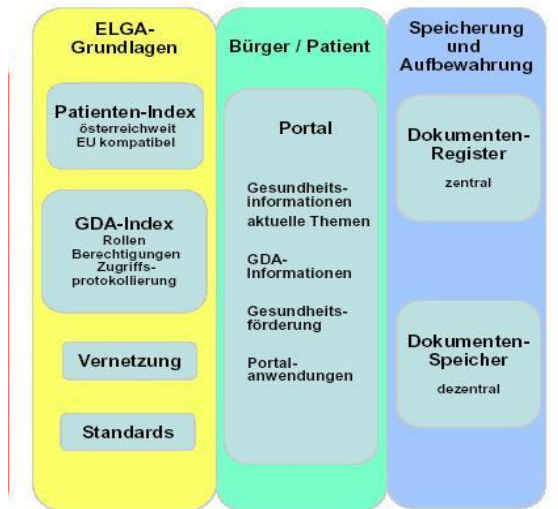 ELGA-
Grundlagen
Patienten-Index
österreichweit
EU kompatibel
GDA-Index
Rollen
Berechtigungen
Zugriffs-
protokollierung
Vernetzung
Standards
Bürger / Patient
Portal
Gesundheits-
informationen
aktuelle Themen
GDA-
Informationen
Gesundheits-
förderung
Portal-
anwendungen
Speicherung
und
Aufbewahrung
Dokumenten-
Register
zentral
Dokumenten-
Speicher
dezentral